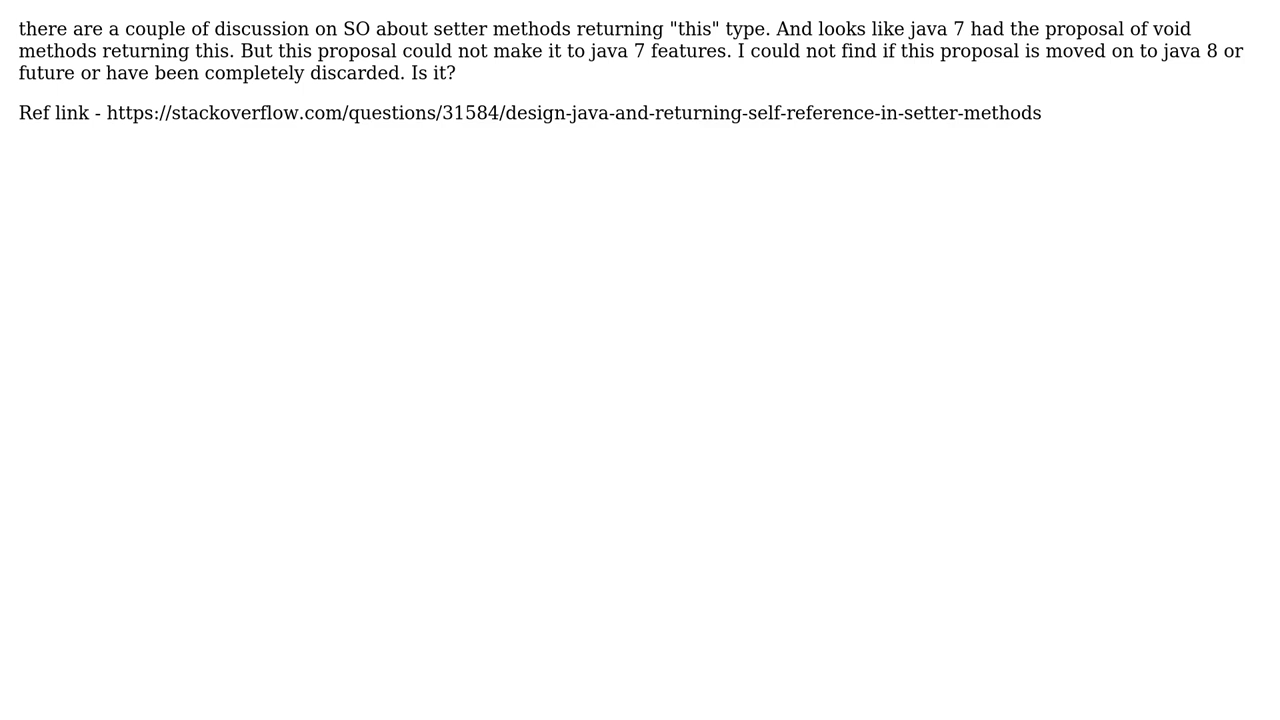 there are a couple of discussion on SO about setter methods returning "this" type. And looks like java 7 had the proposal of void
methods returning this. But this proposal could not make it to java 7 features. I could not find if this proposal is moved on to java 8 or
future or have been completely discarded. Is it?
Ref link - https://stackoverflow.com/questions/31584/design-java-and-returning-self-reference-in-setter-methods